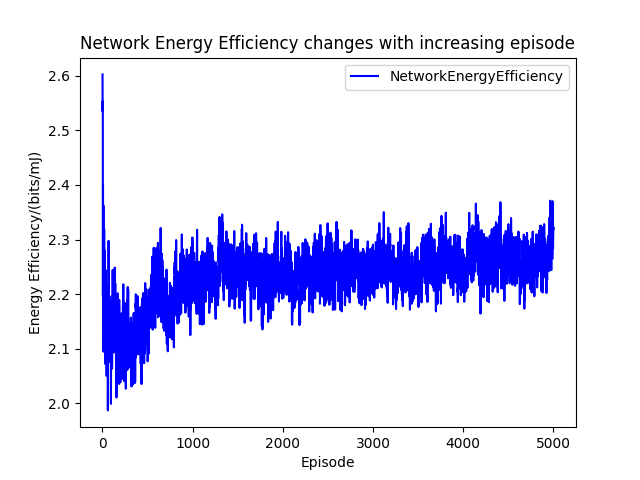 Network Energy Efficiency changes with increasing episode
NetworkEnergyEfficiency
Energy Efficiency/(bits/mJ)
2.6
2.5
2.4
2.3
2.2
2.1
2.0
0 1000 2000 3000 4000 5000
Episode